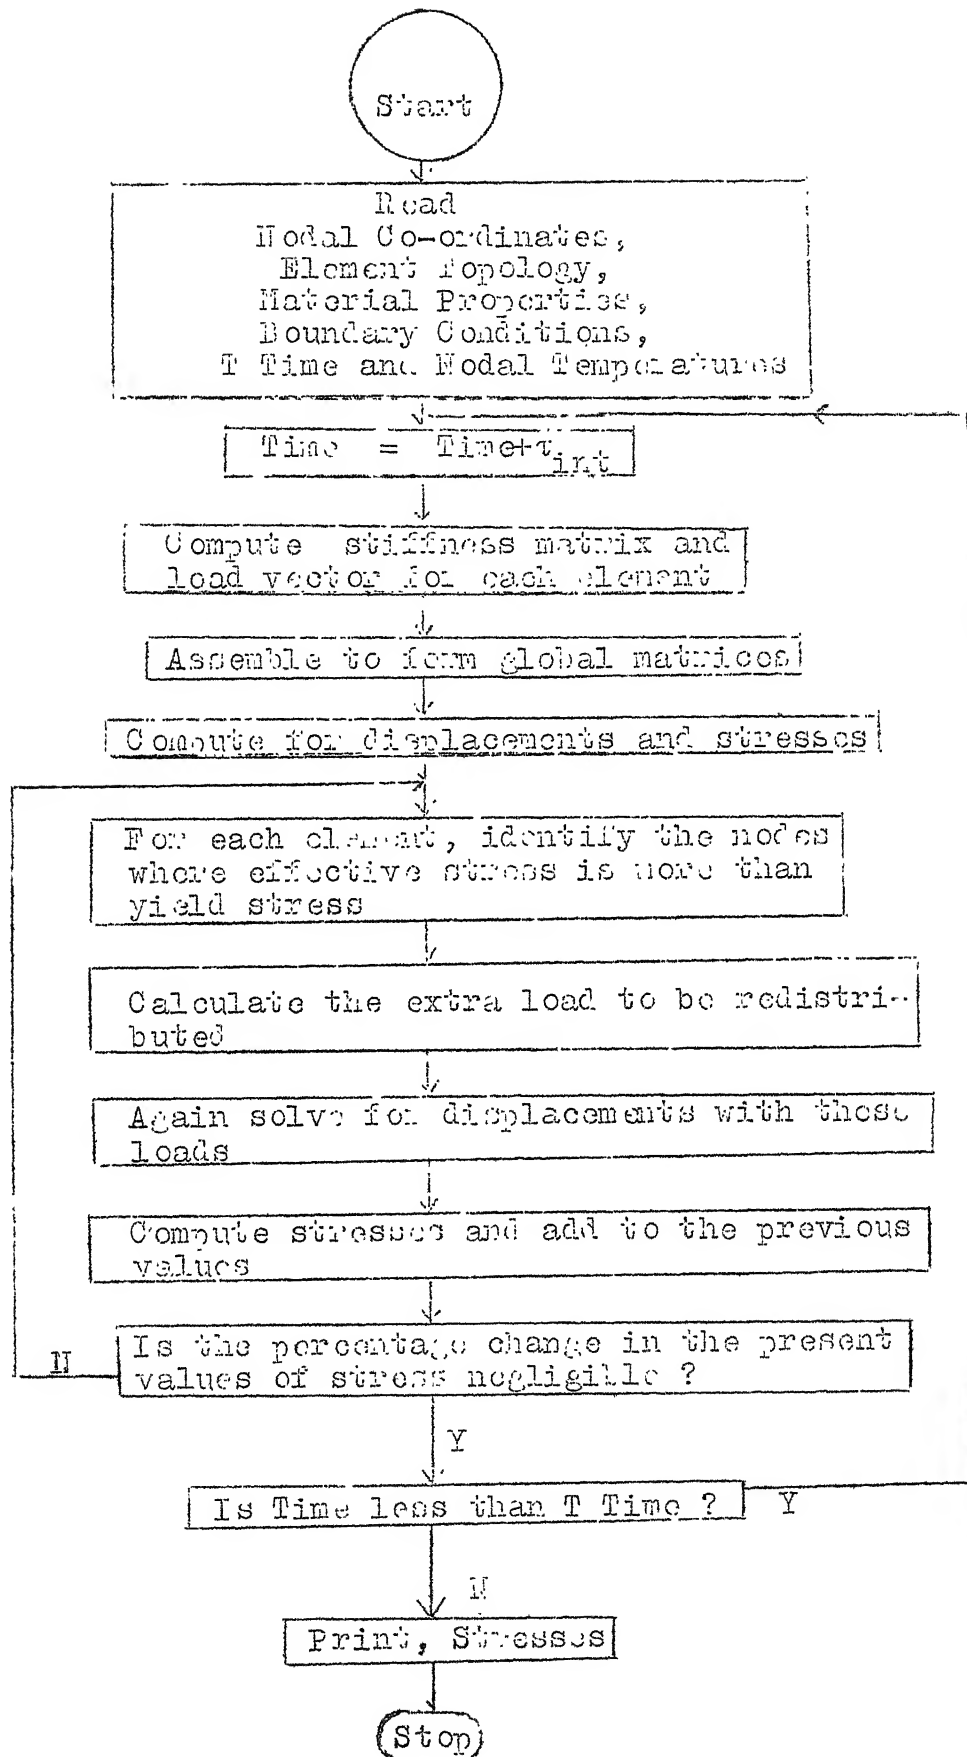 Start
Read
Nodal Co-ordinates,
Element Topology,
Material Properties,
Boundary Conditions,
T Time and Nodal Temperatures
Time = Time+τint
Compute stiffness matrix and
load vector for each element
Assemble to form global matrices
Compute for displacements and stresses
For each element, identify the nodes
where effective stress is more than
yield stress
Calculate the extra load to be redistri-
buted
Again solve for displacements with these
loads
Compute stresses and add to the previous
values
Is the percentage change in the present
values of stress negligille ?
N
Y
Is Time less than T Time ?
Y
N
Print, Stresses
Stop